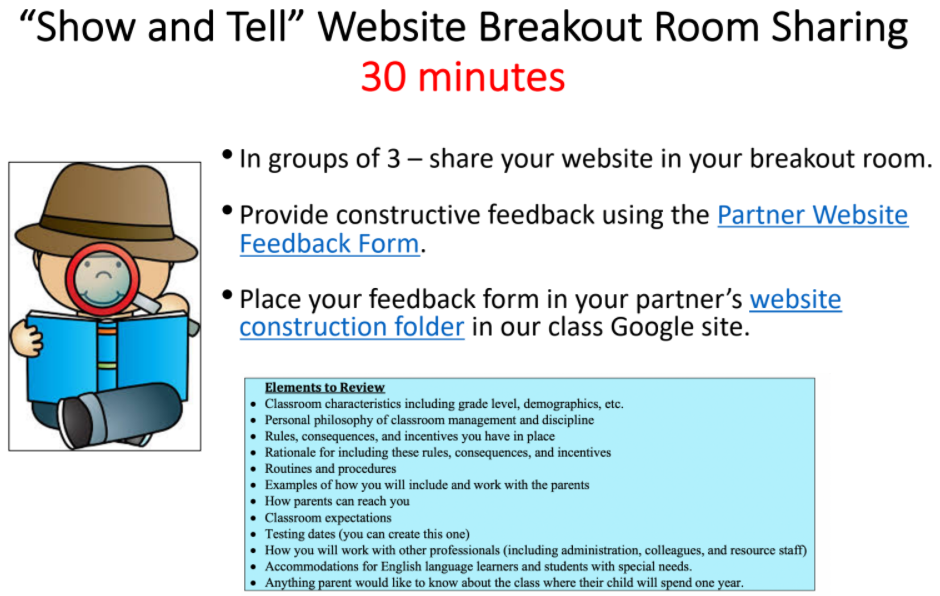 “Show and Tell” Website Breakout Room Sharing
30 minutes
• In groups of 3 – share your website in your breakout room.
• Provide constructive feedback using the Partner Website
Feedback Form.
• Place your feedback form in your partner’s website
construction folder in our class Google site.
Elements to Review
• Classroom characteristics including grade level, demographics, etc.
• Personal philosophy of classroom management and discipline
• Rules, consequences, and incentives you have in place
• Rationale for including these rules, consequences, and incentives
• Routines and procedures
• Examples of how you will include and work with the parents
• How parents can reach you
• Classroom expectations
• Testing dates (you can create this one)
• How you will work with other professionals (including administration, colleagues, and resource staff)
• Accommodations for English language learners and students with special needs.
• Anything parent would like to know about the class where their child will spend one year.